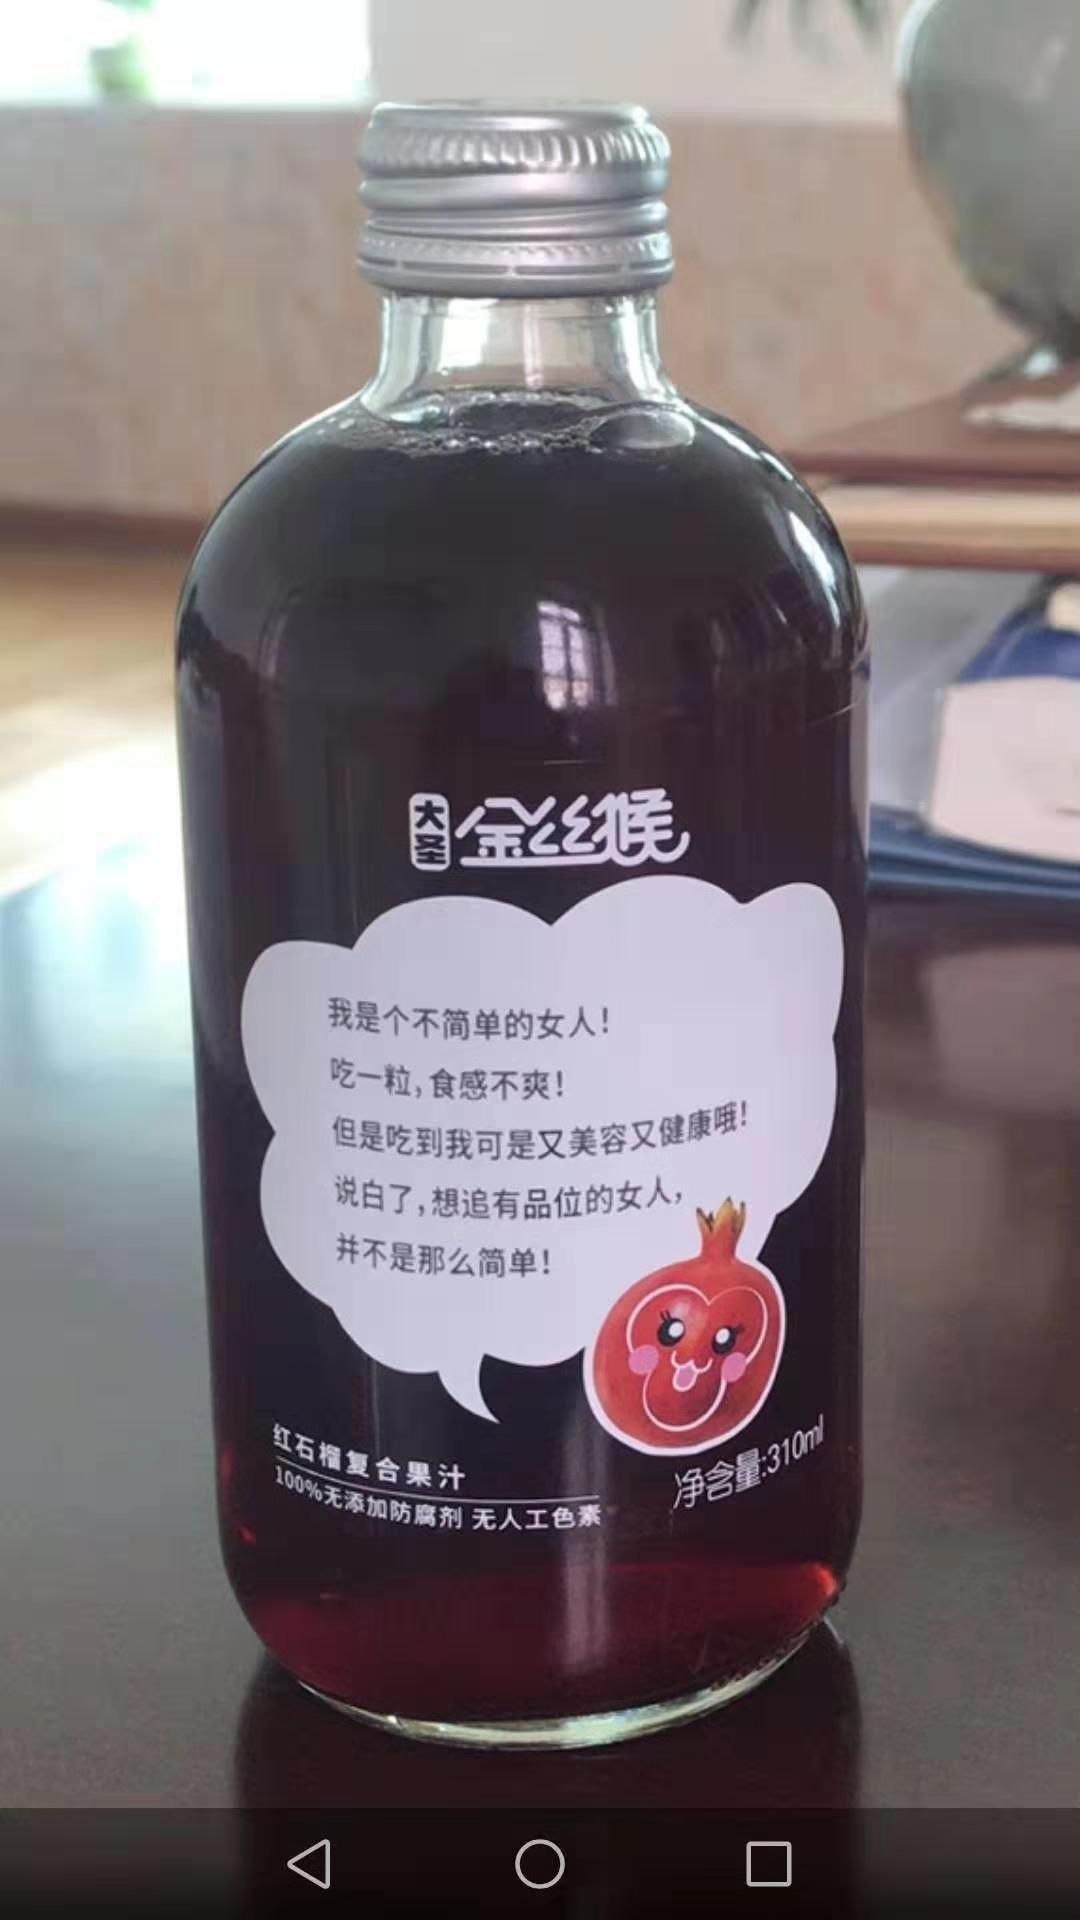 大圣 金丝猴
我是个不简单的女人！
吃一粒，食感不爽！
但是吃到我可是又美容又健康哦！
说白了，想追有品位的女人，
并不是那么简单！
红石榴复合果汁
100%无添加防腐剂 无人工色素
净含量:310ml